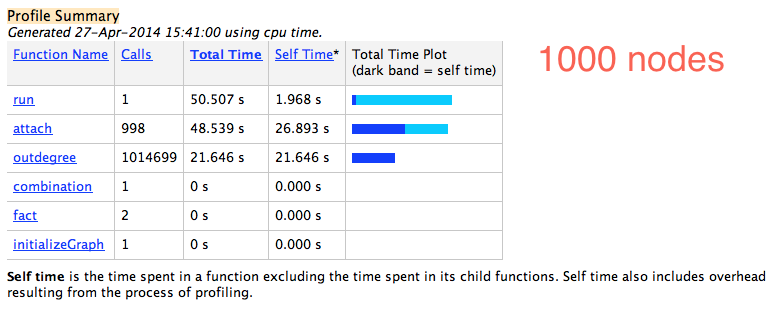 Profile Summary
Generated 27-Apr-2014 15:41:00 using cpu time.
Function Name Calls Total Time Self Time* Total Time Plot
(dark band = self time)
1000 nodes
run 1 50.507 s 1.968 s
attach 998 48.539 s 26.893 s
outdegree 1014699 21.646 s 21.646 s
combination 1 0 s 0.000 s
fact 2 0 s 0.000 s
initializeGraph 1 0 s 0.000 s
Self time is the time spent in a function excluding the time spent in its child functions. Self time also includes overhead
resulting from the process of profiling.